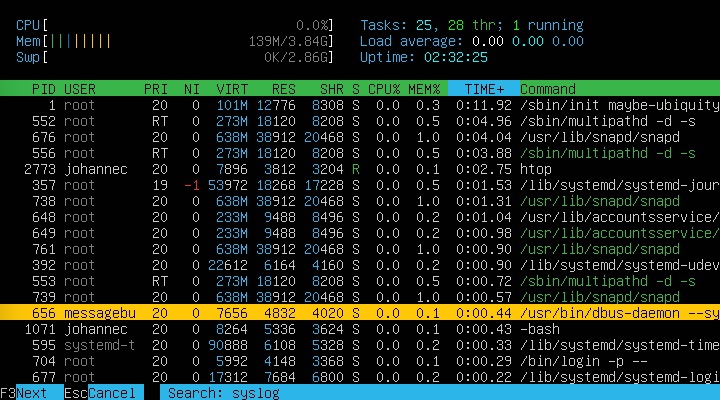 CPU[ 0.0%] Tasks: 25, 28 thr; 1 running
Mem[|||||||| 139M/3.84G] Load average: 0.00 0.00 0.00
Swp[ 0K/2.86G] Uptime: 02:32:25
PID USER PRI NI VIRT RES SHR S CPU% MEM% TIME+ Command
1 root 20 0 101M 12776 8308 S 0.0 0.3 0:11.92 /sbin/init maybe-ubiquity
552 root RT 0 273M 18120 8208 S 0.0 0.5 0:04.96 /sbin/multipathd -d -s
676 root 20 0 638M 38912 20468 S 0.0 1.0 0:04.04 /usr/lib/snapd/snapd
556 root RT 0 273M 18120 8208 S 0.0 0.5 0:03.88 /sbin/multipathd -d -s
2773 johannec 20 0 7896 3812 3204 R 0.0 0.1 0:02.75 htop
357 root 19 -1 53972 18268 17228 S 0.0 0.5 0:01.53 /lib/systemd/systemd-jour
738 root 20 0 638M 38912 20468 S 0.0 1.0 0:01.31 /usr/lib/snapd/snapd
648 root 20 0 233M 9488 8496 S 0.0 0.2 0:01.04 /usr/lib/accountsservice/
649 root 20 0 233M 9488 8496 S 0.0 0.2 0:00.98 /usr/lib/accountsservice/
761 root 20 0 638M 38912 20468 S 0.0 1.0 0:00.90 /usr/lib/snapd/snapd
392 root 20 0 22612 6164 4160 S 0.0 0.2 0:00.90 /lib/systemd/systemd-udev
553 root RT 0 273M 18120 8208 S 0.0 0.5 0:00.72 /sbin/multipathd -d -s
739 root 20 0 638M 38912 20468 S 0.0 1.0 0:00.57 /usr/lib/snapd/snapd
656 messagebu 20 0 7656 4832 4020 S 0.0 0.1 0:00.44 /usr/bin/dbus-daemon --sy
1071 johannec 20 0 8264 5336 3624 S 0.0 0.1 0:00.43 -bash
595 systemd-t 20 0 90888 6108 5328 S 0.0 0.2 0:00.33 /lib/systemd/systemd-time
704 root 20 0 5992 4148 3368 S 0.0 0.1 0:00.29 /bin/login -p --
677 root 20 0 17312 7684 6800 S 0.0 0.2 0:00.22 /lib/systemd/systemd-logi
F3Next EscCancel Search: syslog